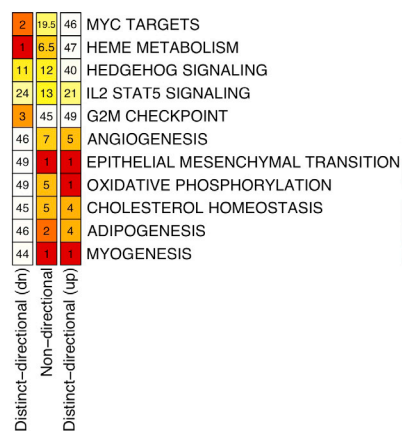 2 19.5 46 MYC TARGETS
1 6.5 47 HEME METABOLISM
11 12 40 HEDGEHOG SIGNALING
24 13 21 IL2 STAT5 SIGNALING
3 45 49 G2M CHECKPOINT
46 7 5 ANGIOGENESIS
49 1 1 EPITHELIAL MESENCHYMAL TRANSITION
49 5 1 OXIDATIVE PHOSPHORYLATION
45 5 4 CHOLESTEROL HOMEOSTASIS
46 2 4 ADIPOGENESIS
44 1 1 MYOGENESIS
Distinct-directional (dn)
Non-directional
Distinct-directional (up)